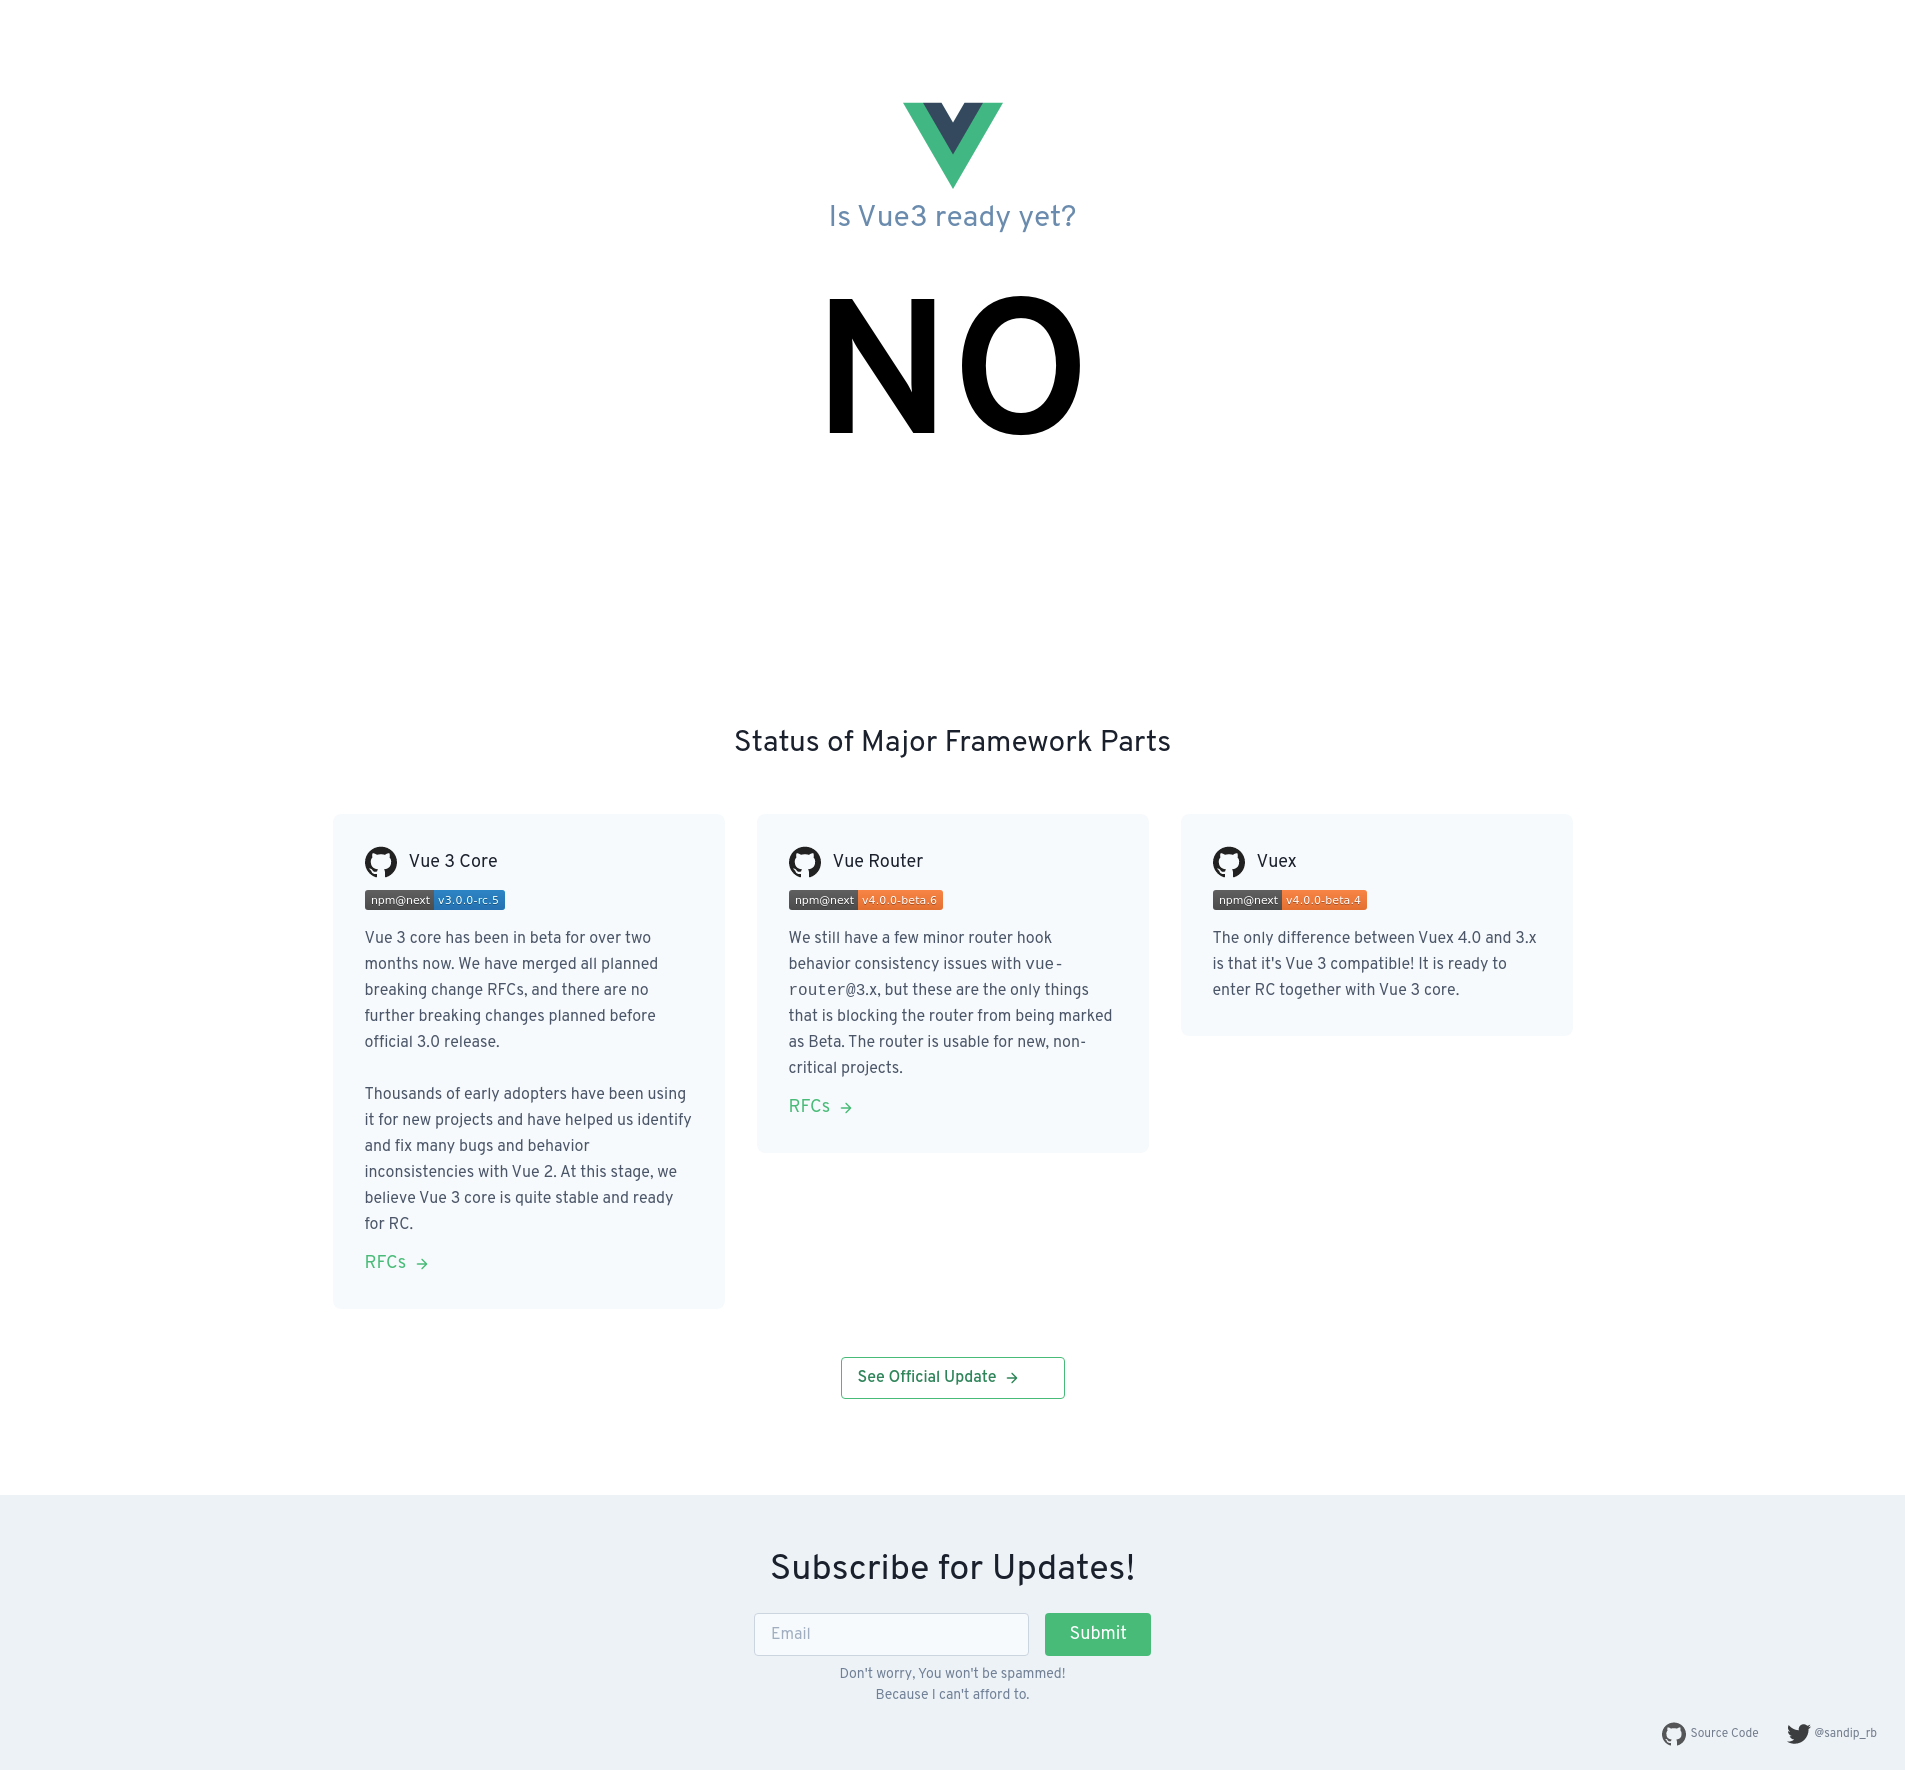 Is Vue3 ready yet?
NO
Status of Major Framework Parts
Vue 3 Core
npm@next v3.0.0-rc.5
Vue 3 core has been in beta for over two
months now. We have merged all planned
breaking change RFCs, and there are no
further breaking changes planned before
official 3.0 release.
Thousands of early adopters have been using
it for new projects and have helped us identify
and fix many bugs and behavior
inconsistencies with Vue 2. At this stage, we
believe Vue 3 core is quite stable and ready
for RC.
RFCs →
Vue Router
npm@next v4.0.0-beta.6
We still have a few minor router hook
behavior consistency issues with vue-
router@3.x, but these are the only things
that is blocking the router from being marked
as Beta. The router is usable for new, non-
critical projects.
RFCs →
Vuex
npm@next v4.0.0-beta.4
The only difference between Vuex 4.0 and 3.x
is that it's Vue 3 compatible! It is ready to
enter RC together with Vue 3 core.
See Official Update →
Subscribe for Updates!
Email
Submit
Don't worry, You won't be spammed!
Because I can't afford to.
Source Code
@sandip_rb